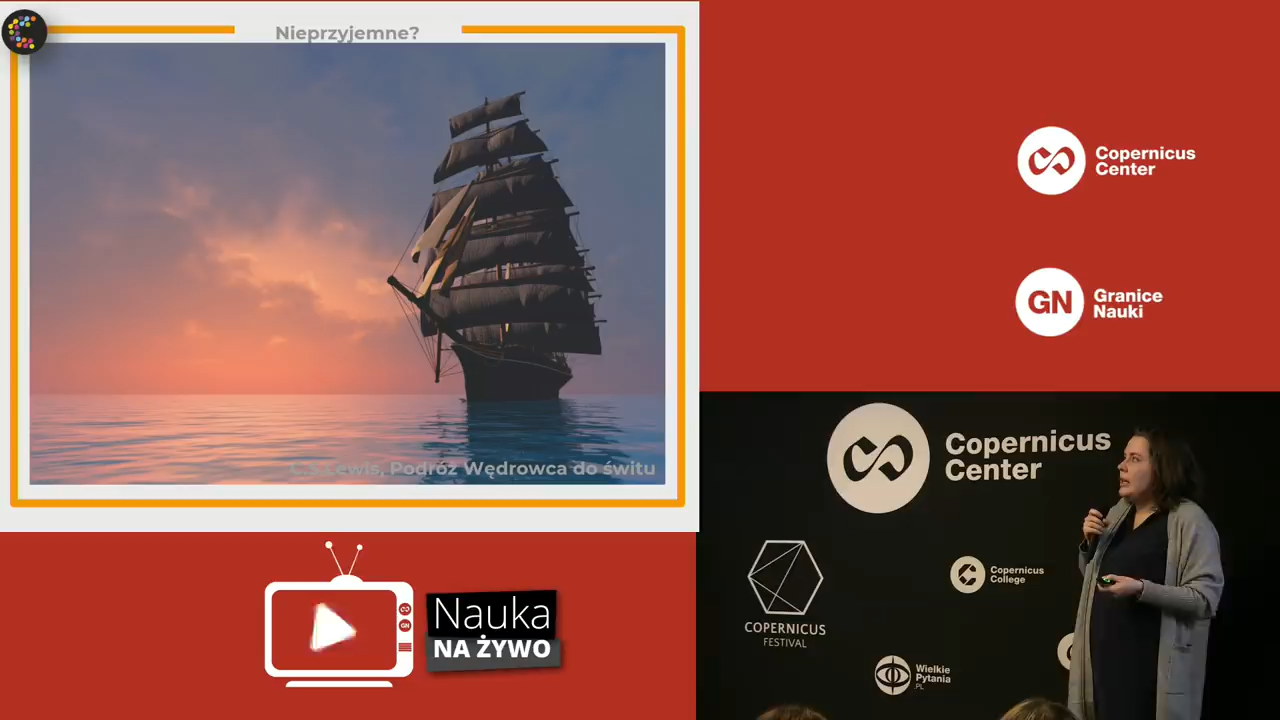 Nieprzyjemne?
C.S.Lewis, Podróż Wędrowca do świtu
Copernicus
Center
GN
Granice
Nauki
Nauka
NA ŻYWO
Copernicus
Center
Copernicus
College
COPERNICUS
FESTIVAL
Wielkie
Pytania
.PL